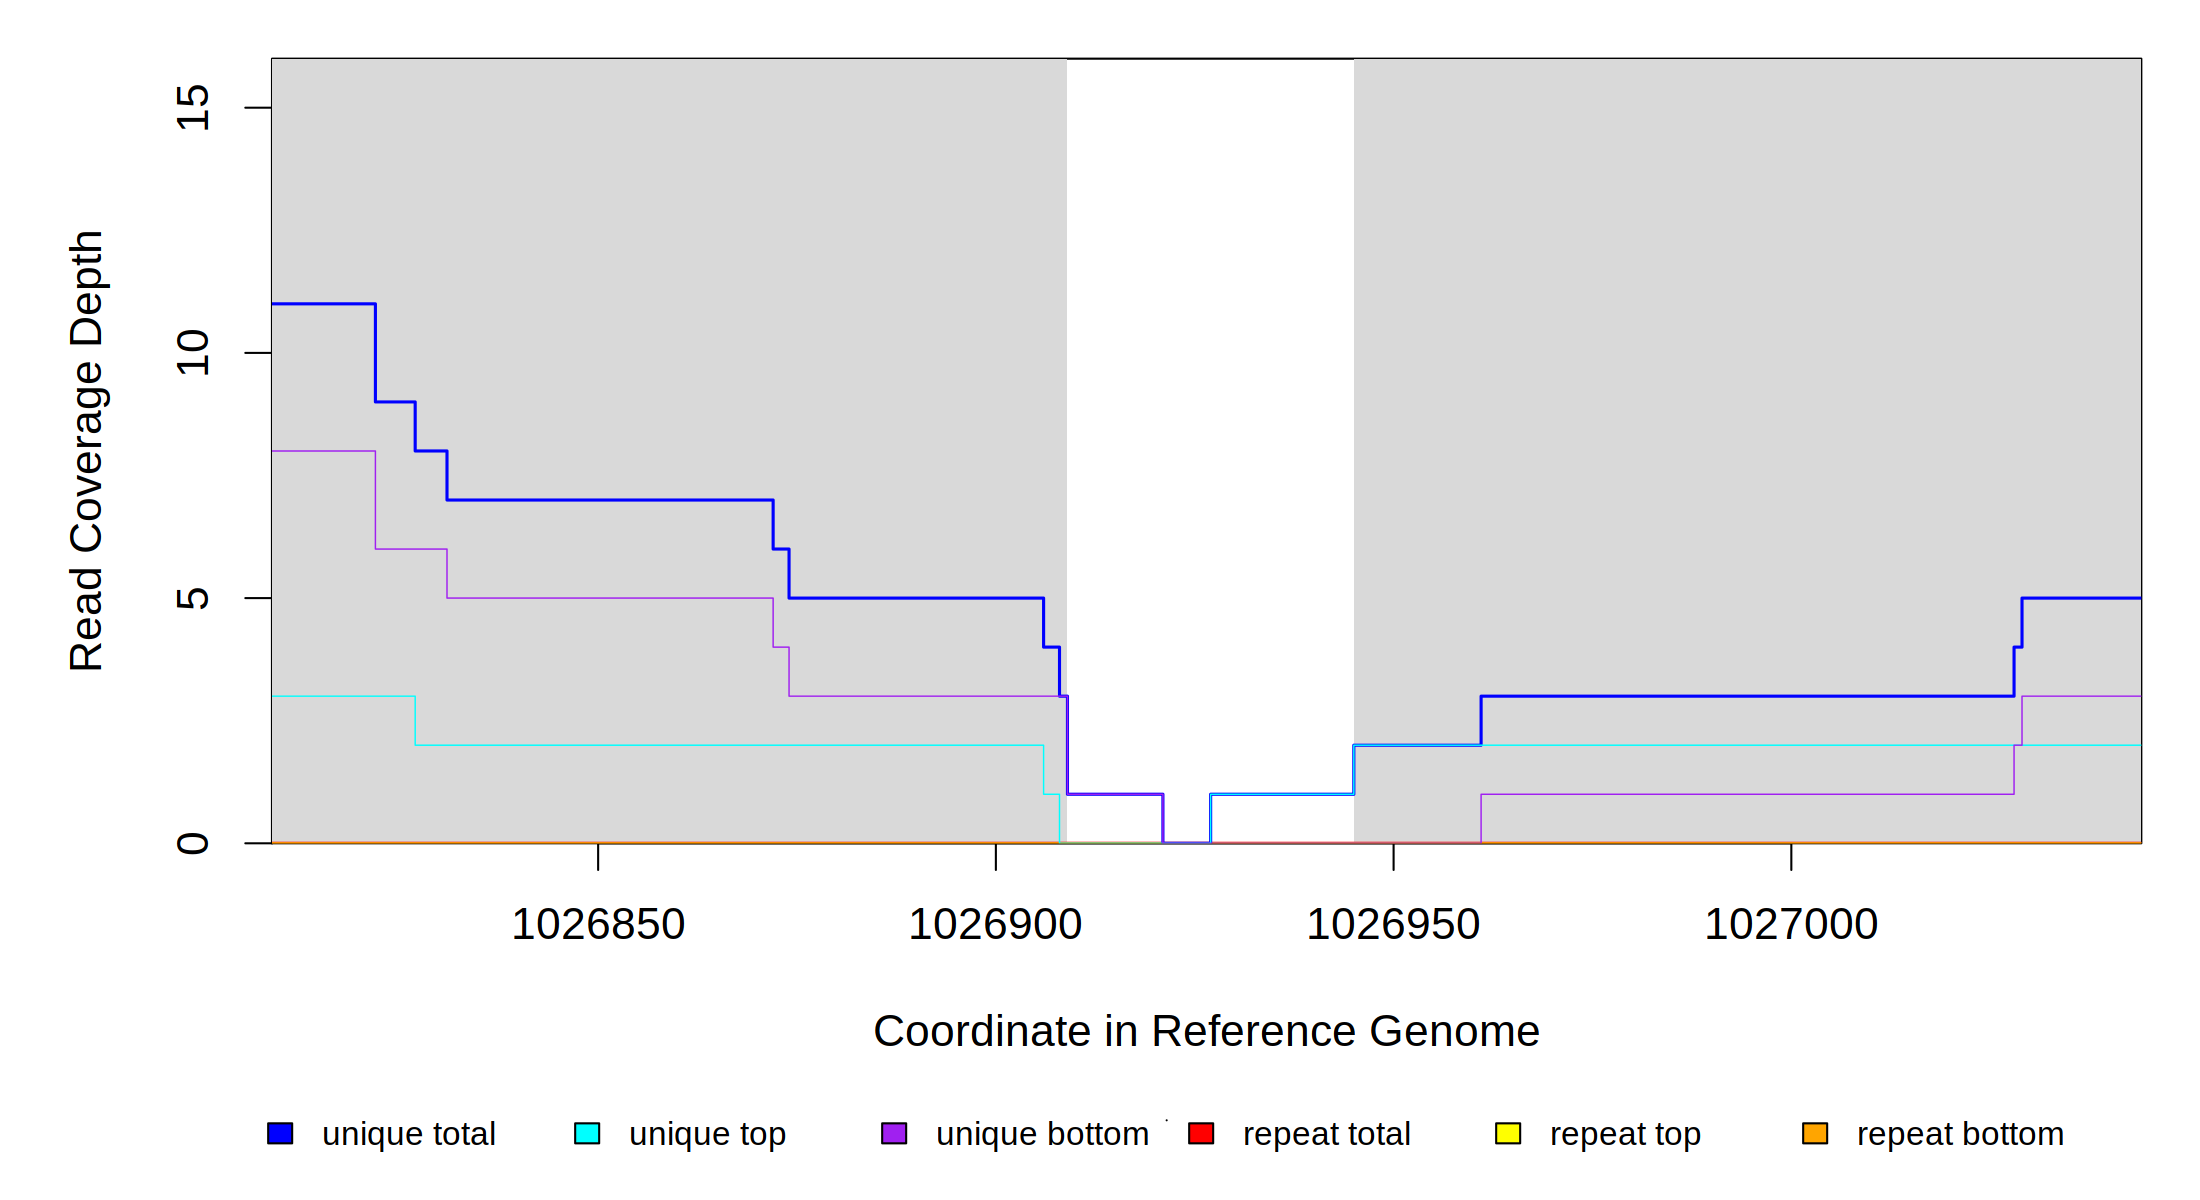 15
10
5
0
Read Coverage Depth
1026850 1026900 1026950 1027000
Coordinate in Reference Genome
unique total unique top unique bottom repeat total repeat top repeat bottom